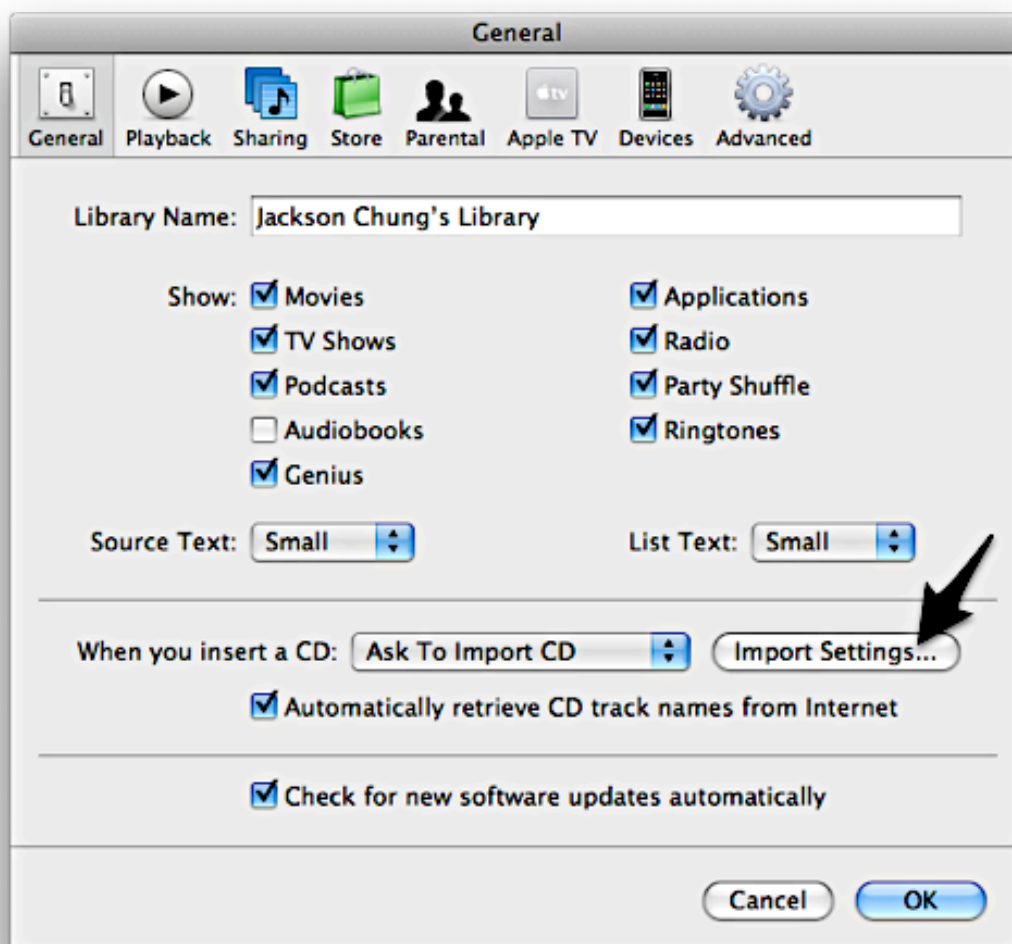 General
General Playback Sharing Store Parental Apple TV Devices Advanced
Library Name: Jackson Chung's Library
Show: Movies Applications
TV Shows Radio
Podcasts Party Shuffle
Audiobooks Ringtones
Genius
Source Text: Small List Text: Small
When you insert a CD: Ask To Import CD Import Settings...
Automatically retrieve CD track names from Internet
Check for new software updates automatically
Cancel OK